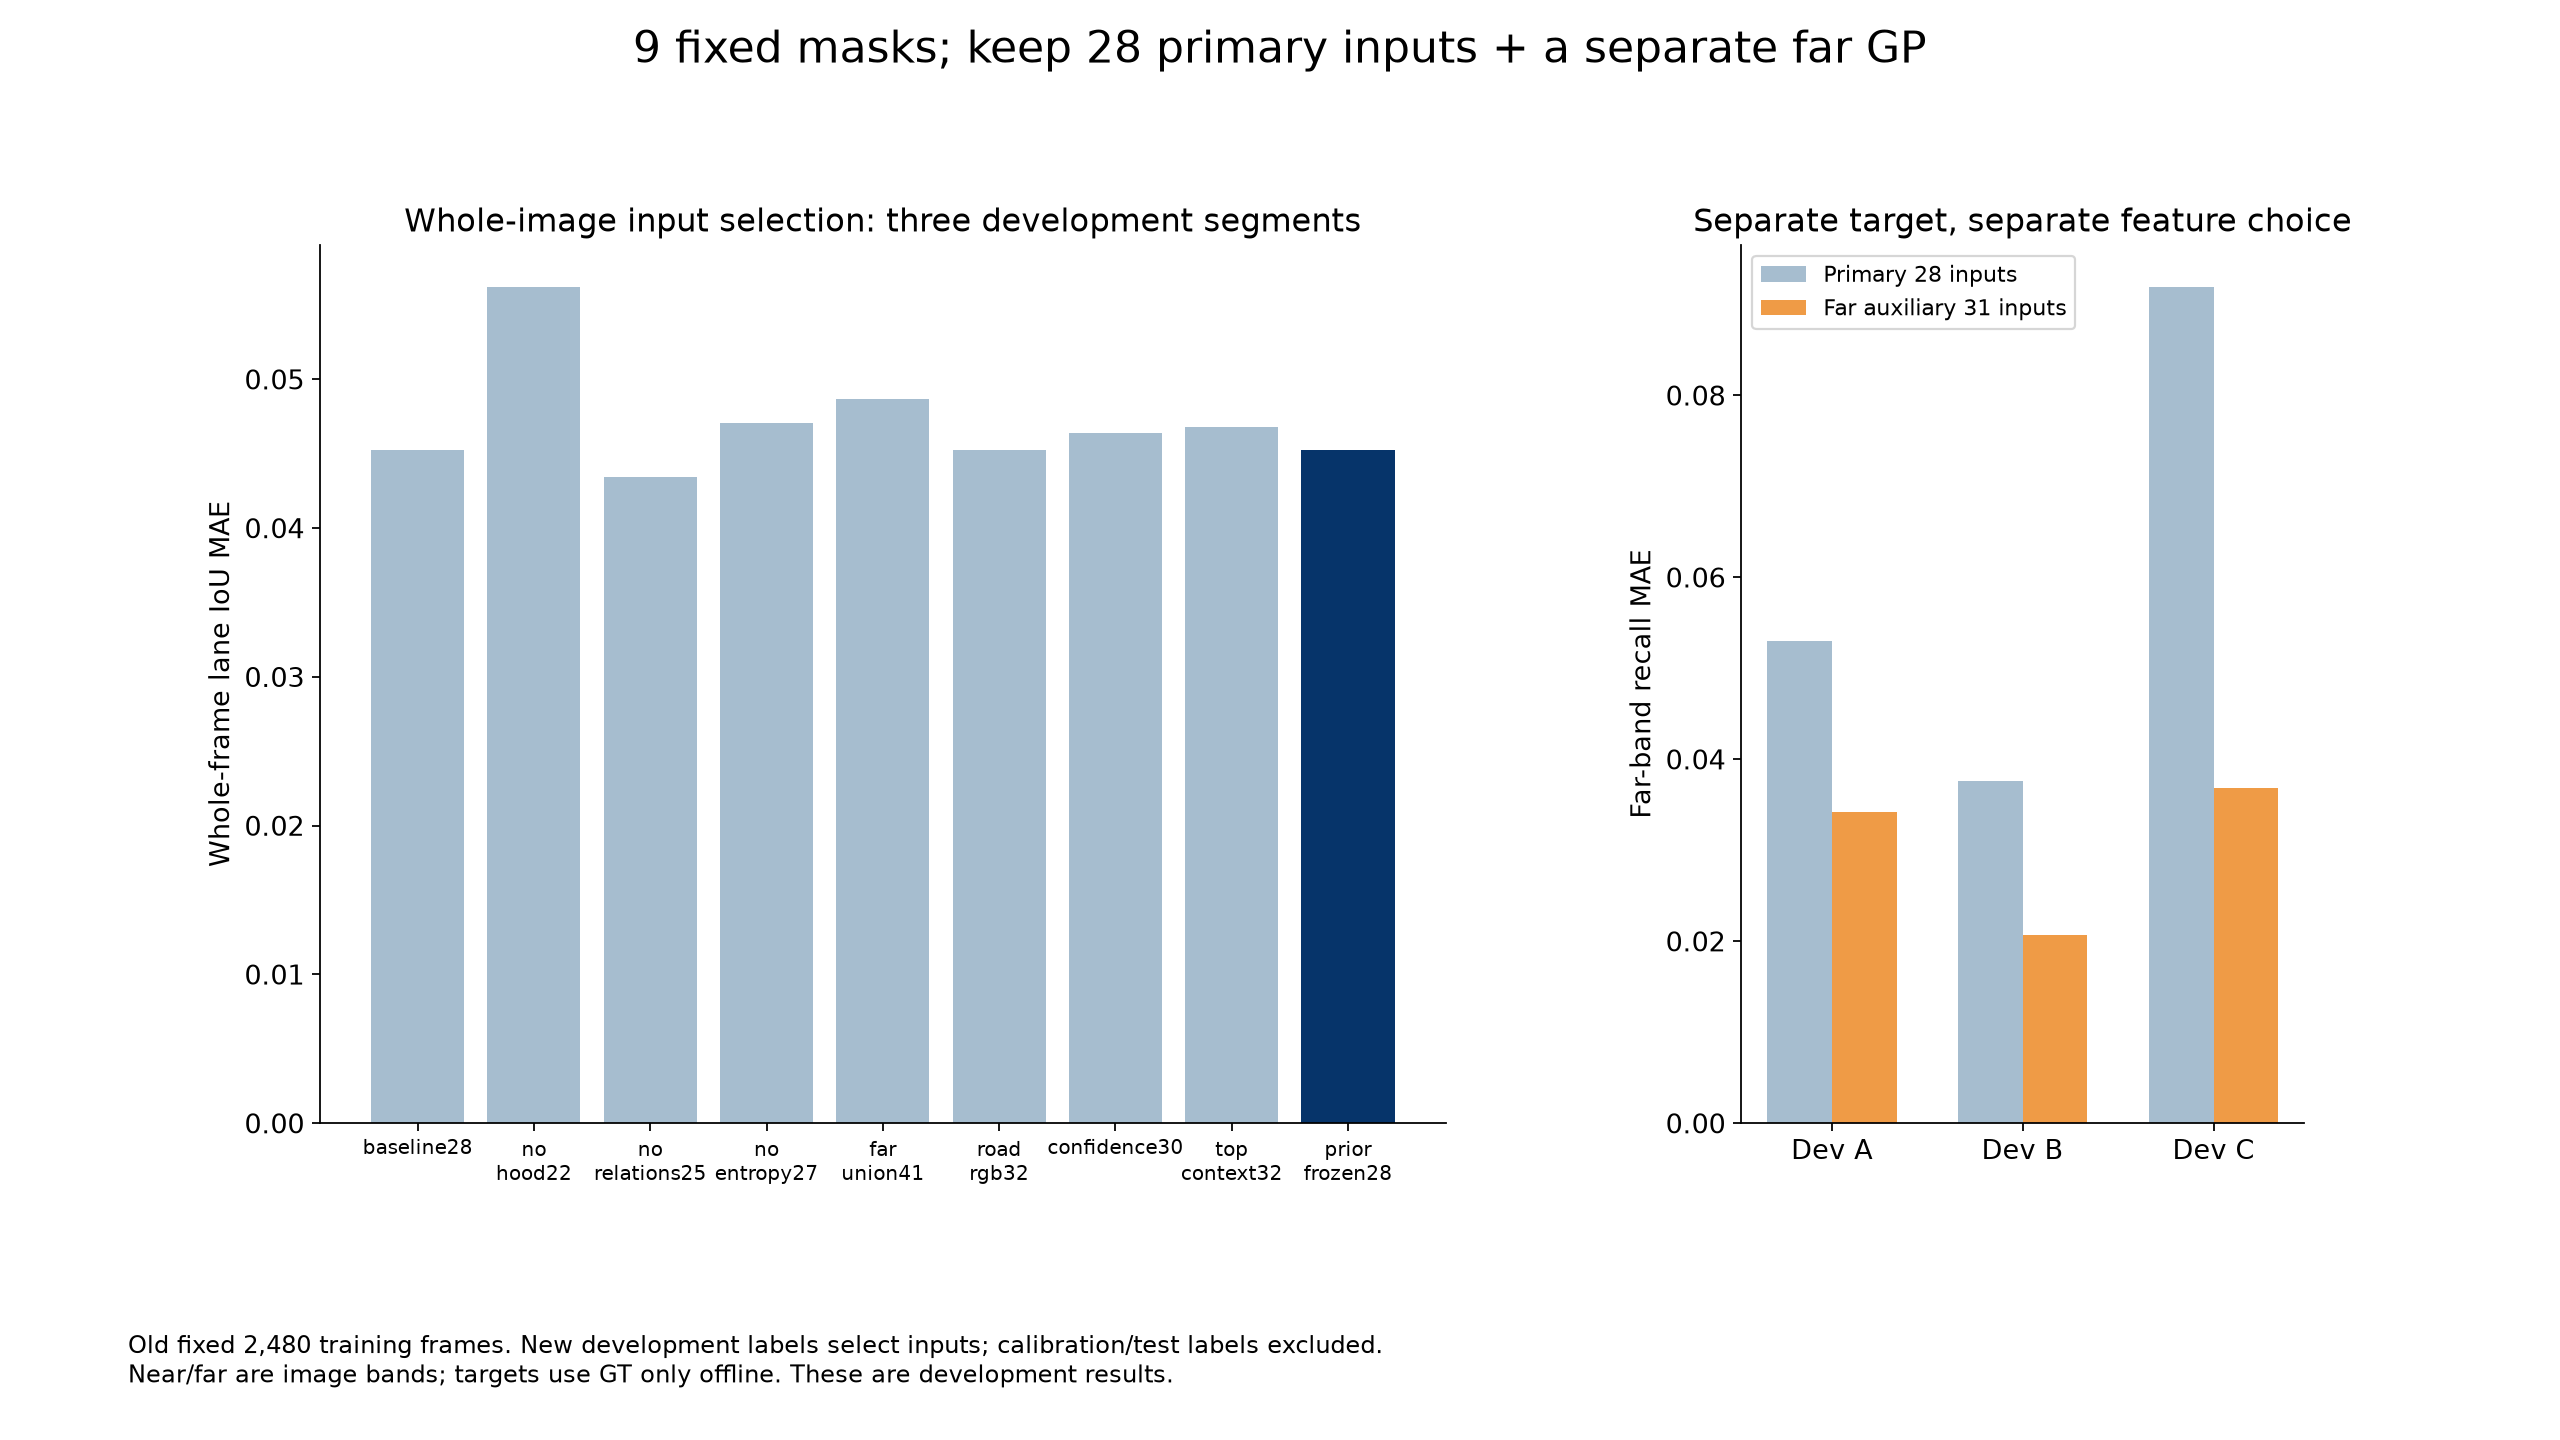 9 fixed masks; keep 28 primary inputs + a separate far GP
Whole-image input selection: three development segments
Whole-frame lane IoU MAE
0.05
0.04
0.03
0.02
0.01
0.00
baseline28
no
hood22
no
relations25
no
entropy27
far
union41
road
rgb32
confidence30
top
context32
prior
frozen28
Separate target, separate feature choice
Primary 28 inputs
Far auxiliary 31 inputs
Far-band recall MAE
0.08
0.06
0.04
0.02
0.00
Dev A
Dev B
Dev C
Old fixed 2,480 training frames. New development labels select inputs; calibration/test labels excluded.
Near/far are image bands; targets use GT only offline. These are development results.